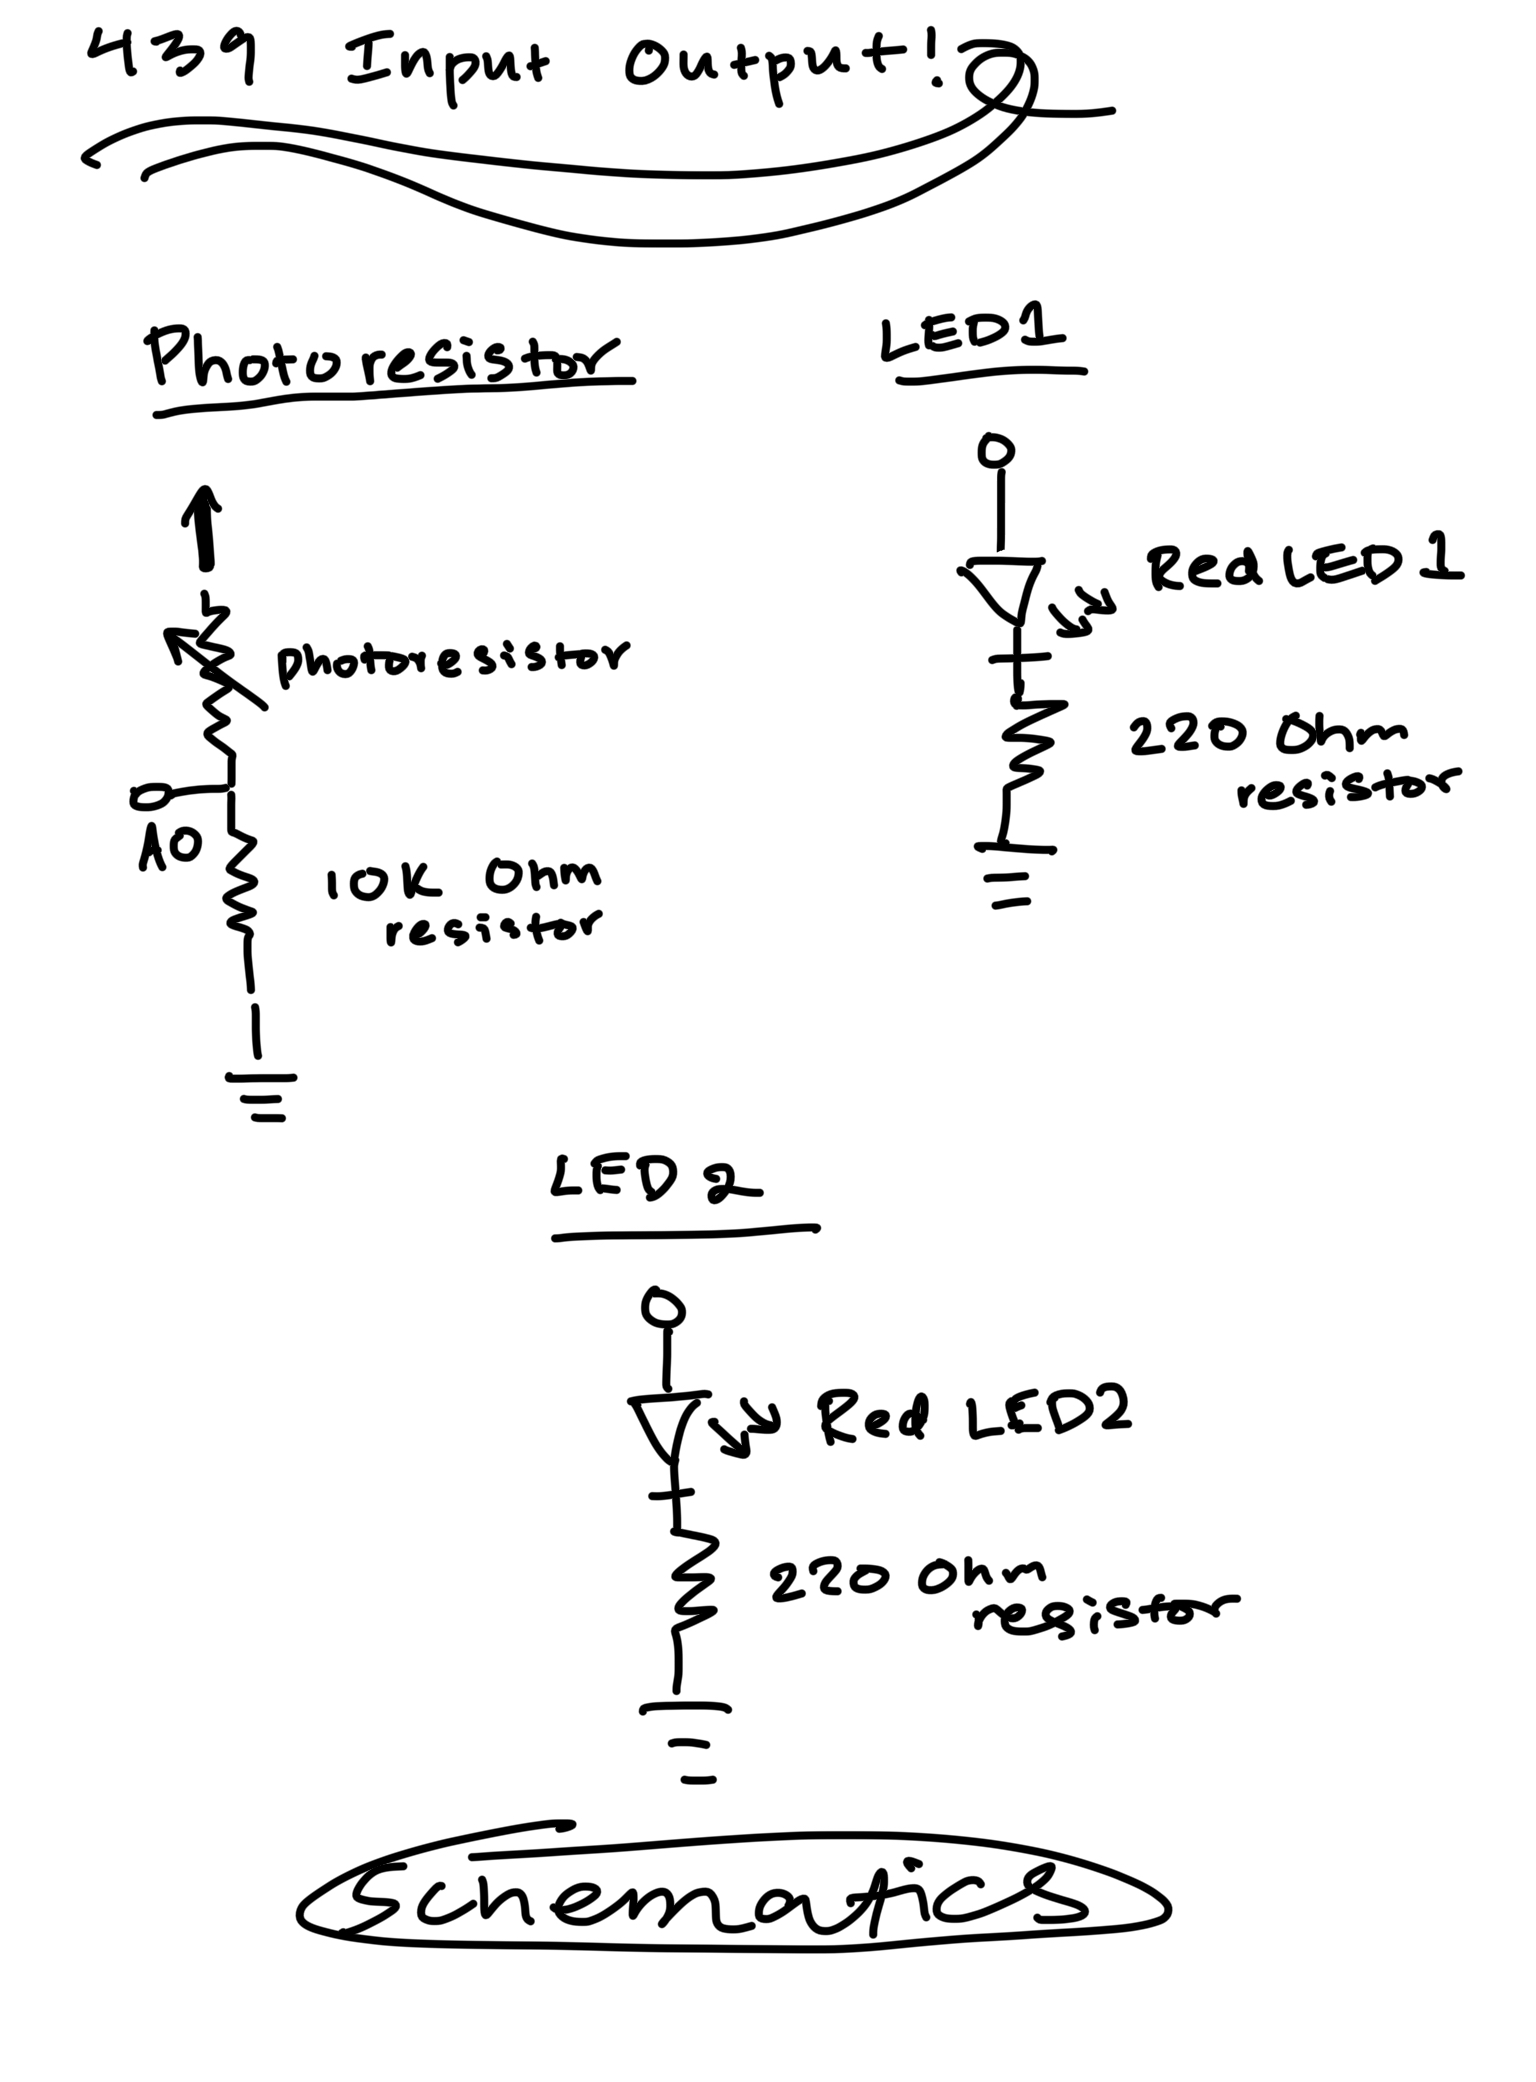 439 Input Output!
Photoresistor
LED1
Red LED 1
photoresistor
220 Ohm
resistor
A0
10K Ohm
resistor
LED 2
Red LED2
220 Ohm
resistor
Schematics